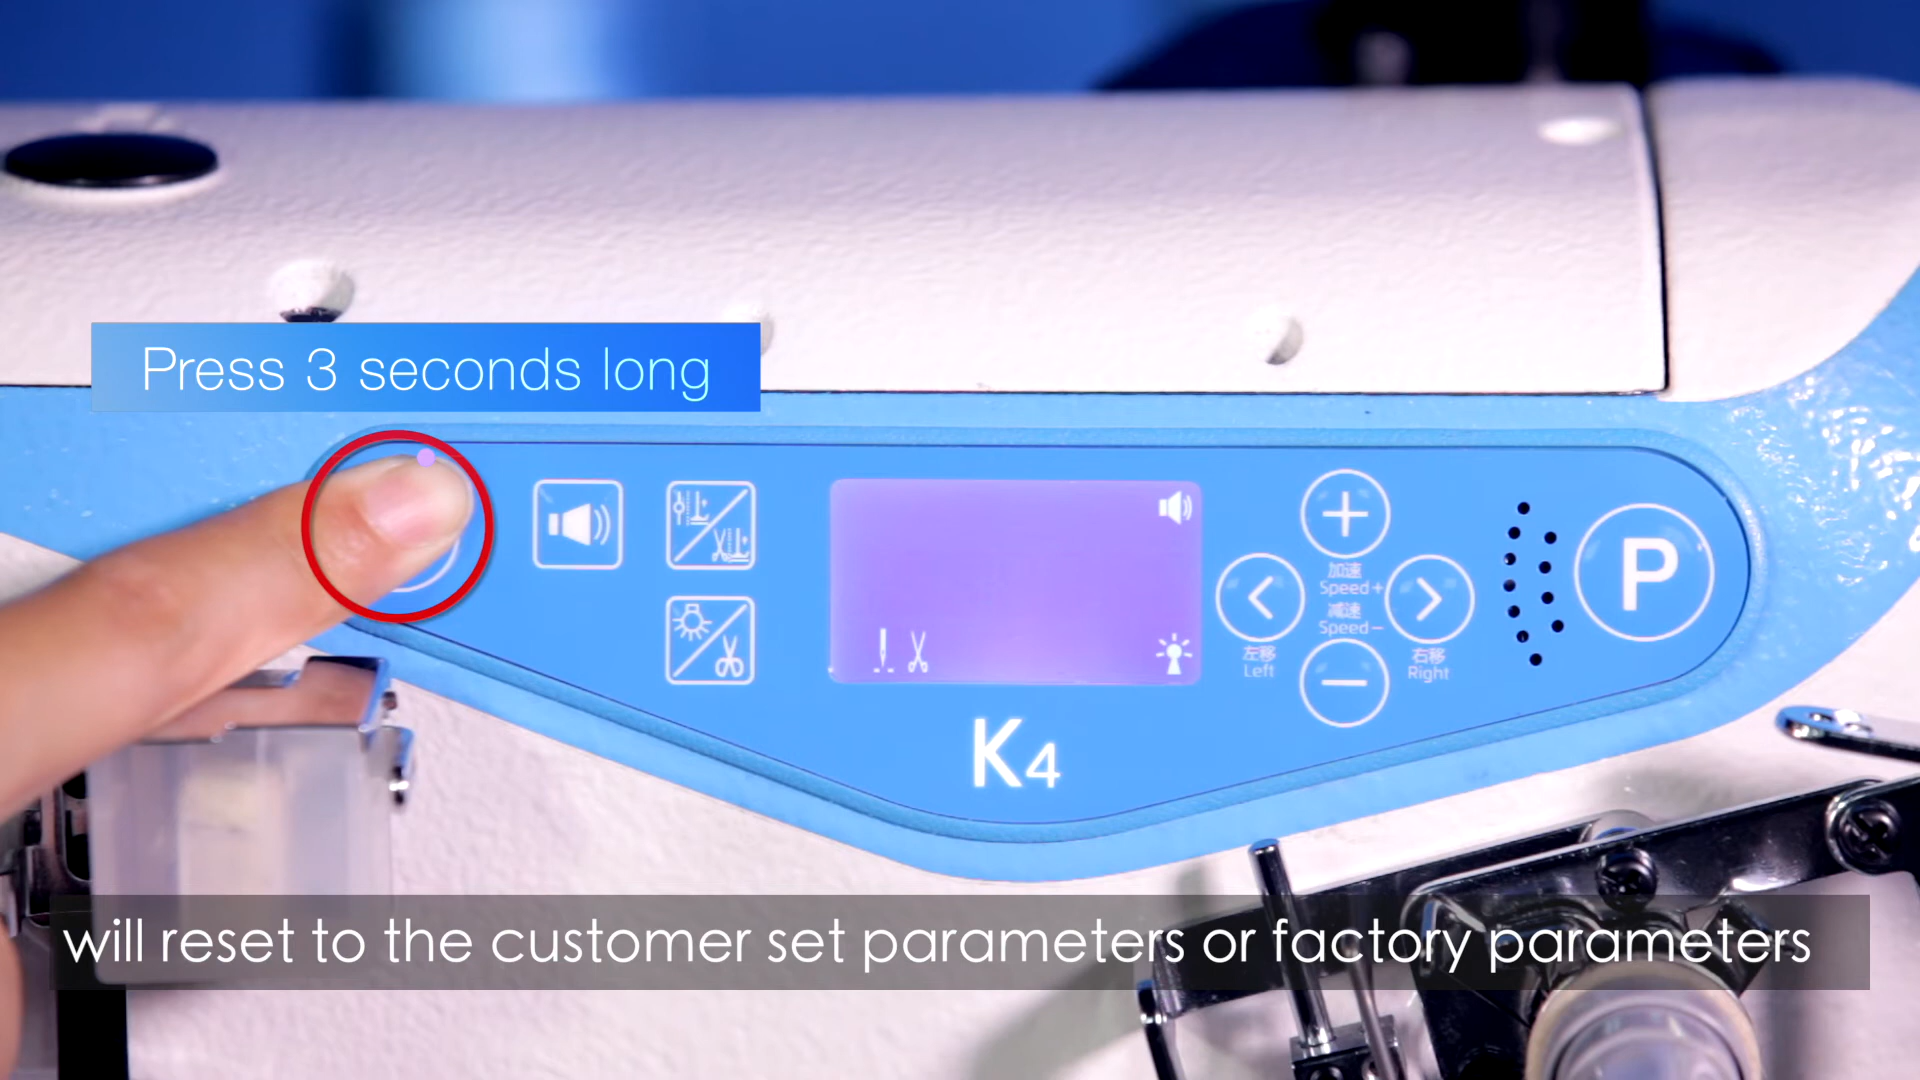 Press 3 seconds long
加速
Speed+
减速
Speed−
左移
Left
右移
Right
P
K4
will reset to the customer set parameters or factory parameters